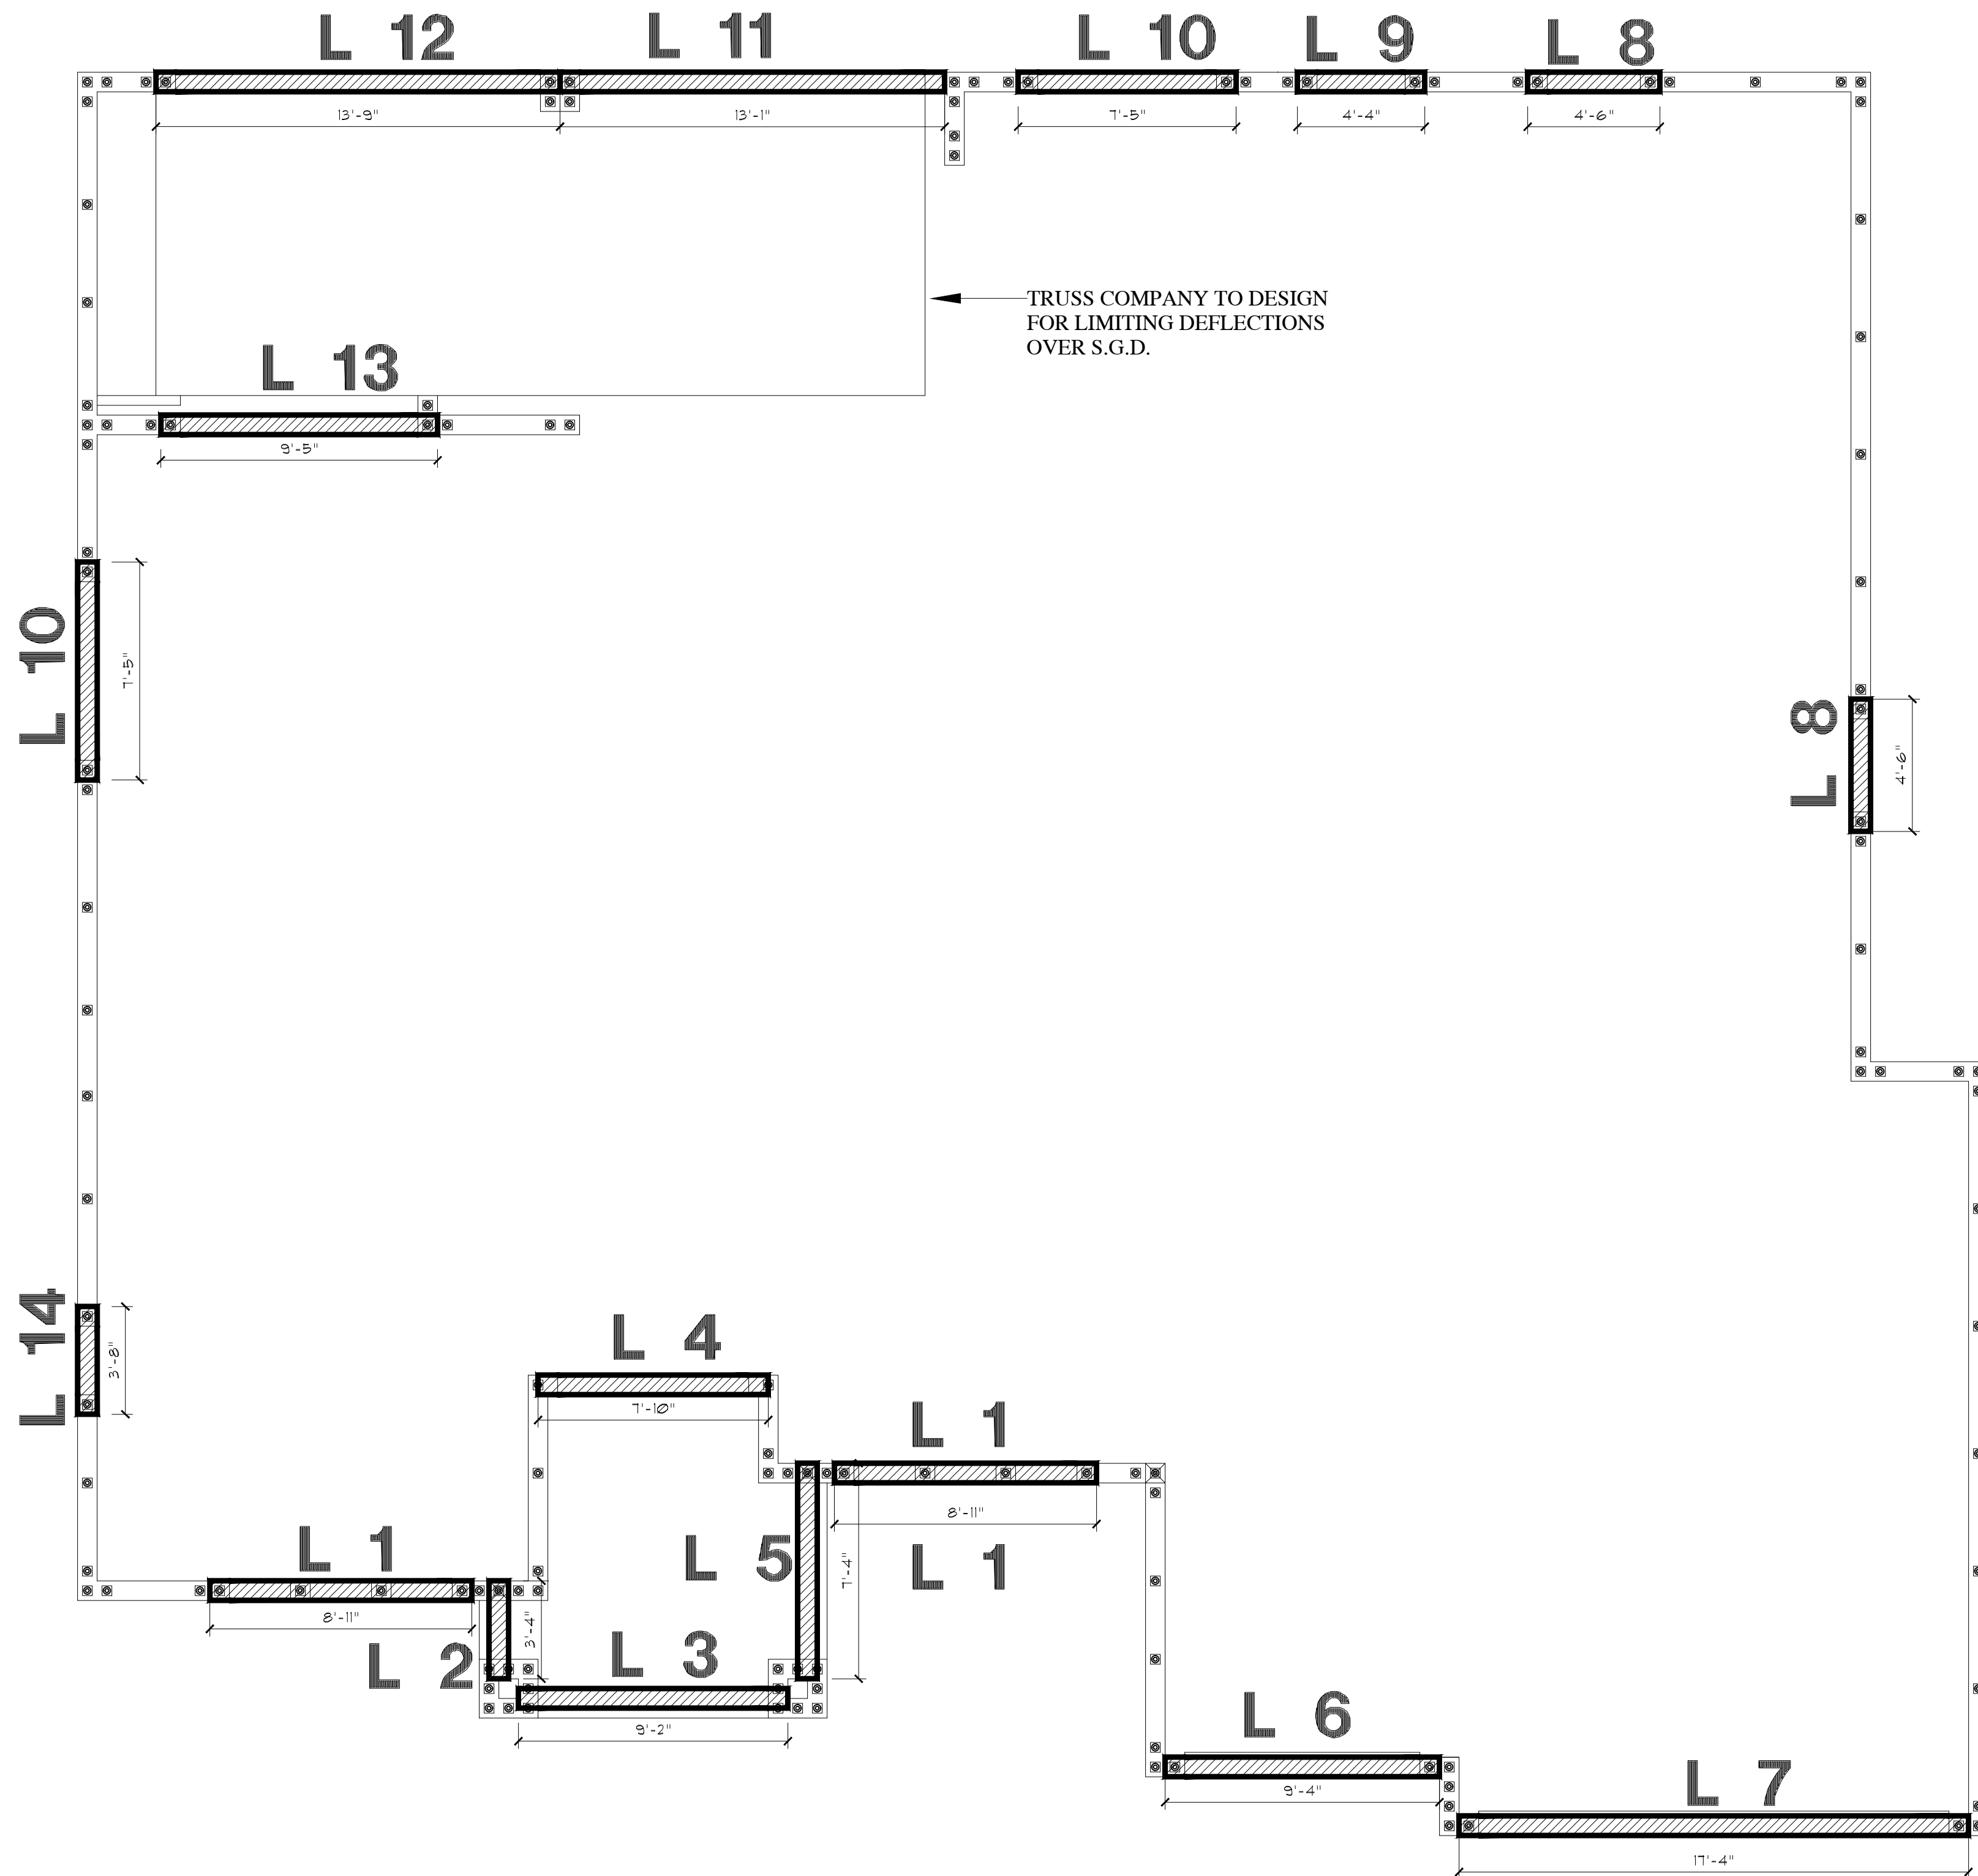 L 12
L 11
L 10
L 9
L 8
13'-9"
13'-1"
7'-5"
4'-4"
4'-6"
TRUSS COMPANY TO DESIGN
FOR LIMITING DEFLECTIONS
OVER S.G.D.
L 13
9'-5"
L 10
7'-5"
L 8
4'-6"
L 14
3'-8"
L 4
7'-10"
L 1
8'-11"
L 1
L 1
8'-11"
L 5
7'-4"
L 2
3'-4"
L 3
9'-2"
L 6
9'-4"
L 7
17'-4"